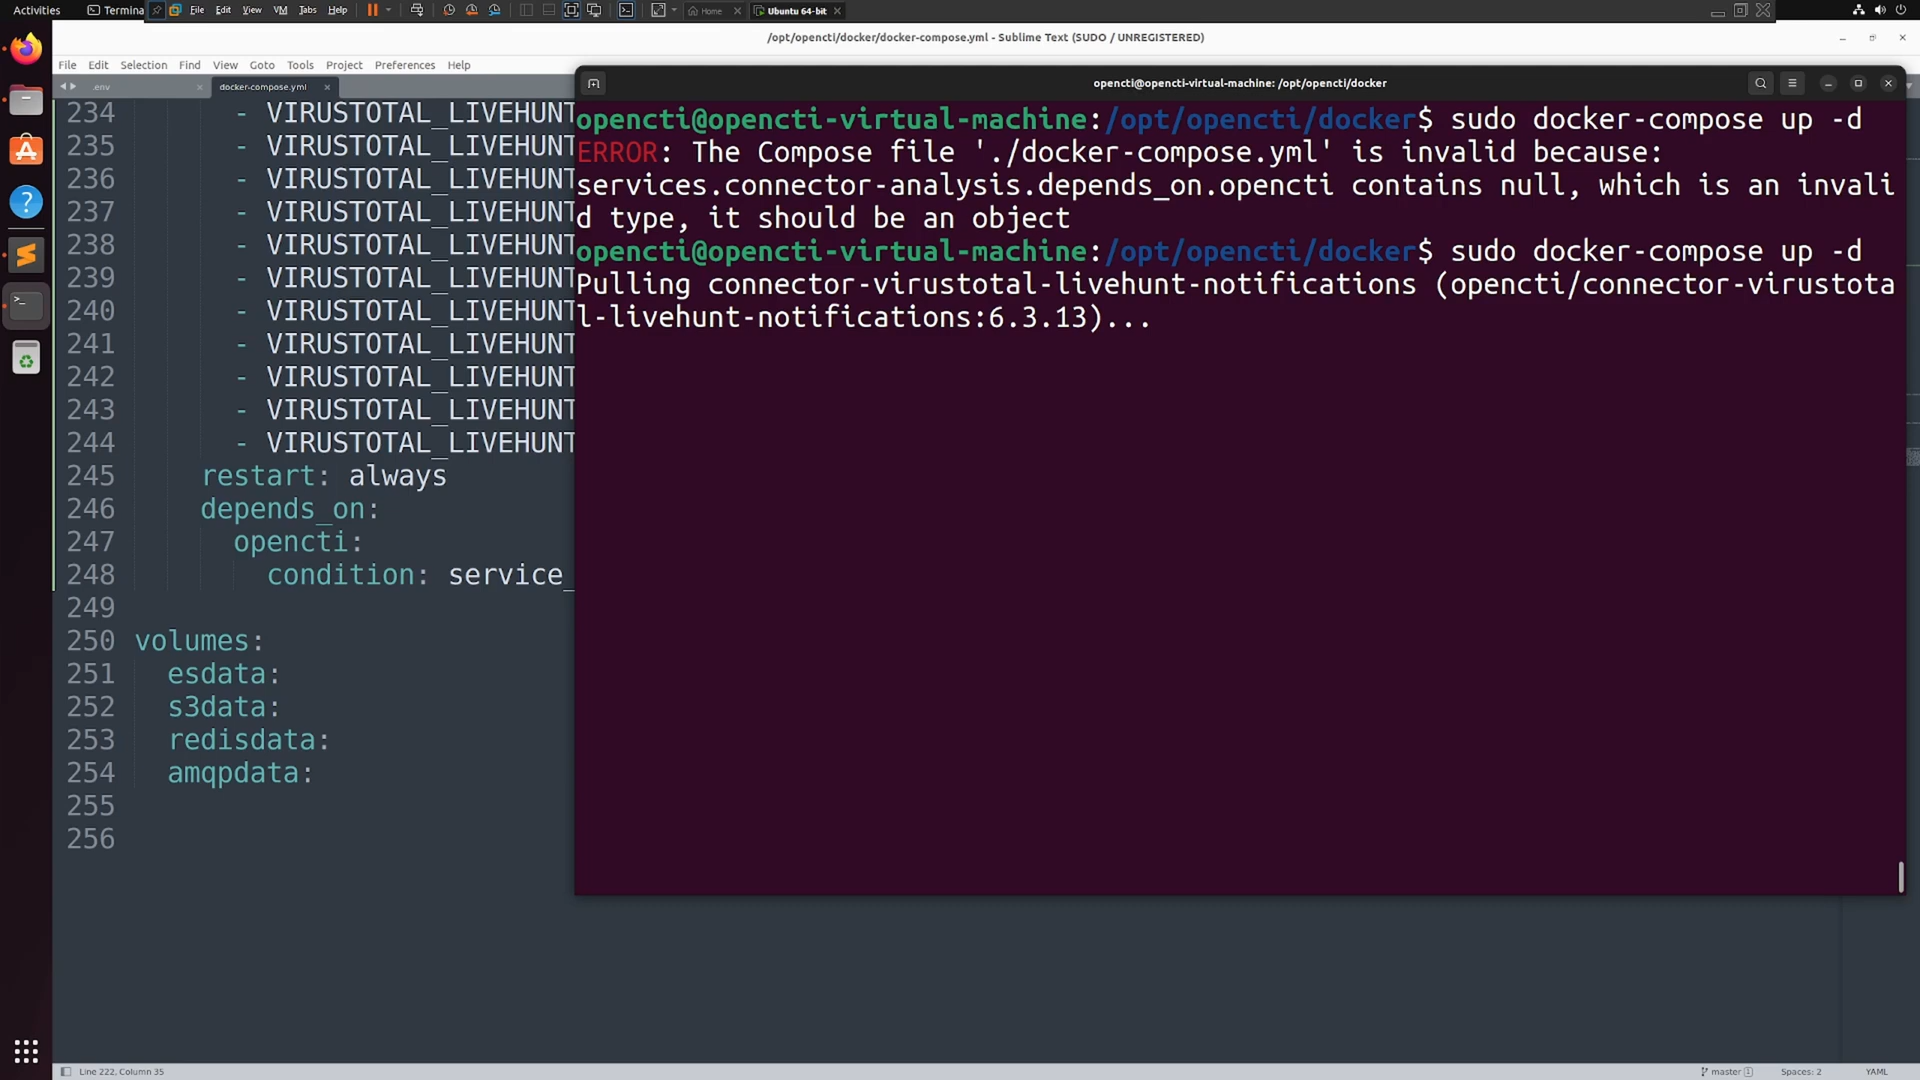 Activities
Termina
File Edit View VM Tabs Help
Home
Ubuntu 64-bit
/opt/opencti/docker/docker-compose.yml - Sublime Text (SUDO / UNREGISTERED)
File Edit Selection Find View Goto Tools Project Preferences Help
.env
docker-compose.yml
234 - VIRUSTOTAL_LIVEHUNT
235 - VIRUSTOTAL_LIVEHUNT
236 - VIRUSTOTAL_LIVEHUNT
237 - VIRUSTOTAL_LIVEHUNT
238 - VIRUSTOTAL_LIVEHUNT
239 - VIRUSTOTAL_LIVEHUNT
240 - VIRUSTOTAL_LIVEHUNT
241 - VIRUSTOTAL_LIVEHUNT
242 - VIRUSTOTAL_LIVEHUNT
243 - VIRUSTOTAL_LIVEHUNT
244 - VIRUSTOTAL_LIVEHUNT
245 restart: always
246 depends_on:
247 opencti:
248 condition: service_
249
250 volumes:
251 esdata:
252 s3data:
253 redisdata:
254 amqpdata:
255
256
opencti@opencti-virtual-machine: /opt/opencti/docker
opencti@opencti-virtual-machine:/opt/opencti/docker$ sudo docker-compose up -d
ERROR: The Compose file './docker-compose.yml' is invalid because:
services.connector-analysis.depends_on.opencti contains null, which is an invali
d type, it should be an object
opencti@opencti-virtual-machine:/opt/opencti/docker$ sudo docker-compose up -d
Pulling connector-virustotal-livehunt-notifications (opencti/connector-virustota
l-livehunt-notifications:6.3.13)...
Line 222, Column 35
master 1
Spaces: 2
YAML